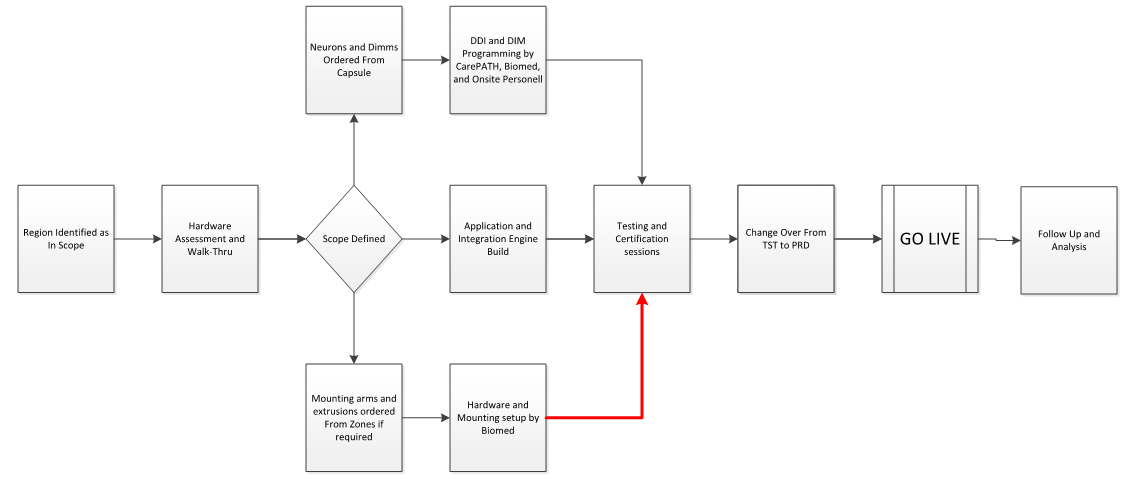 Neurons and Dimms
Ordered From
Capsule
DDI and DIM
Programming by
CarePATH, Biomed,
and Onsite Personell
Region Identified as
In Scope
Hardware
Assessment and
Walk-Thru
Scope Defined
Application and
Integration Engine
Build
Testing and
Certification
sessions
Change Over From
TST to PRD
GO LIVE
Follow Up and
Analysis
Mounting arms and
extrusions ordered
From Zones if
required
Hardware and
Mounting setup by
Biomed